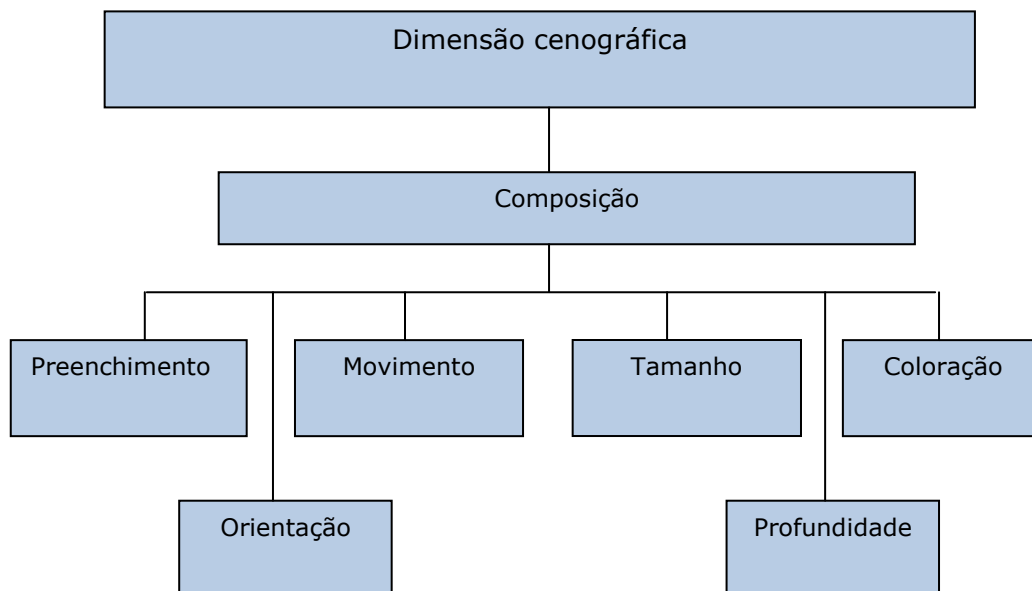 Dimensão cenográfica
Composição
Preenchimento
Movimento
Tamanho
Coloração
Orientação
Profundidade